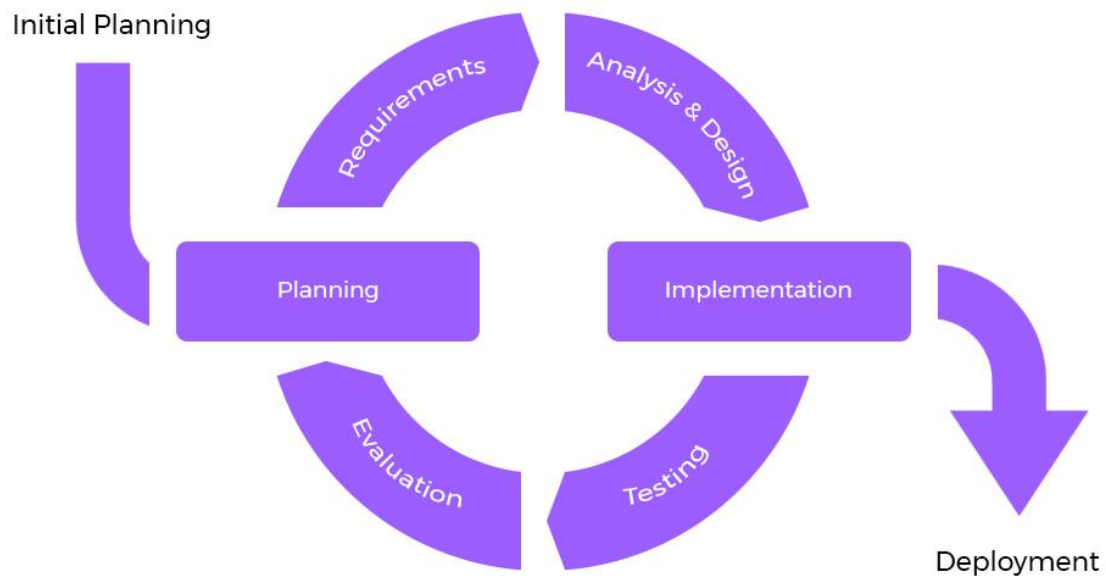 Initial Planning
Requirements
Analysis & Design
Planning
Implementation
Evaluation
Testing
Deployment